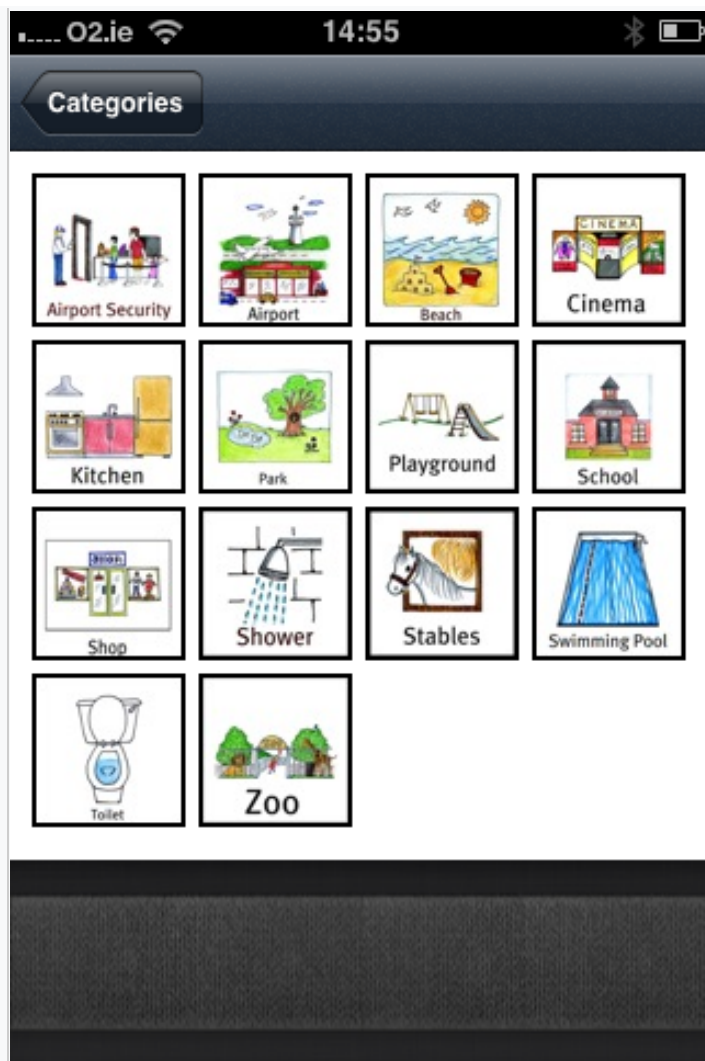 O2.ie 14:55
Categories
Airport Security Airport Beach Cinema
CINEMA
Kitchen Park Playground School
SHOP
Shop Shower Stables Swimming Pool
Toilet Zoo